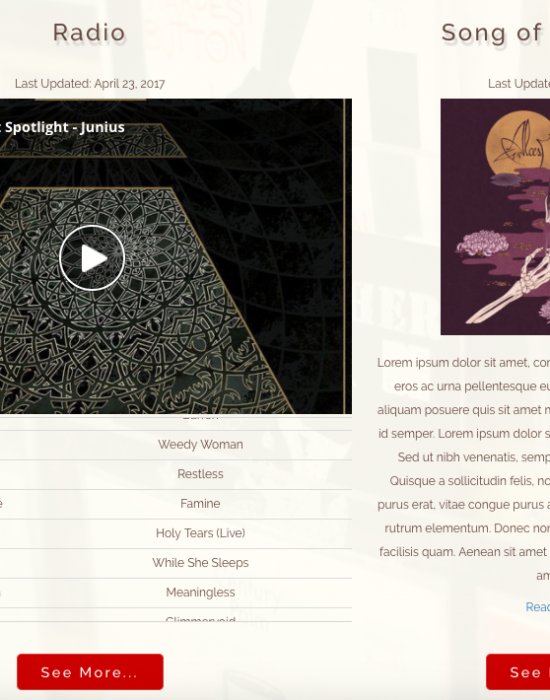 Radio
Last Updated: April 23, 2017
Spotlight - Junius
Weedy Woman
Restless
Famine
Holy Tears (Live)
While She Sleeps
Meaningless
Glimmervoid
See More...
Song of
Last Update
Lorem ipsum dolor sit amet, con
eros ac urna pellentesque eu
aliquam posuere quis sit amet
id semper. Lorem ipsum dolor s
Sed ut nibh venenatis, semp
Quisque a sollicitudin felis, no
purus erat, vitae congue purus a
rutrum elementum. Donec non
facilisis quam. Aenean sit amet
am
Read
See